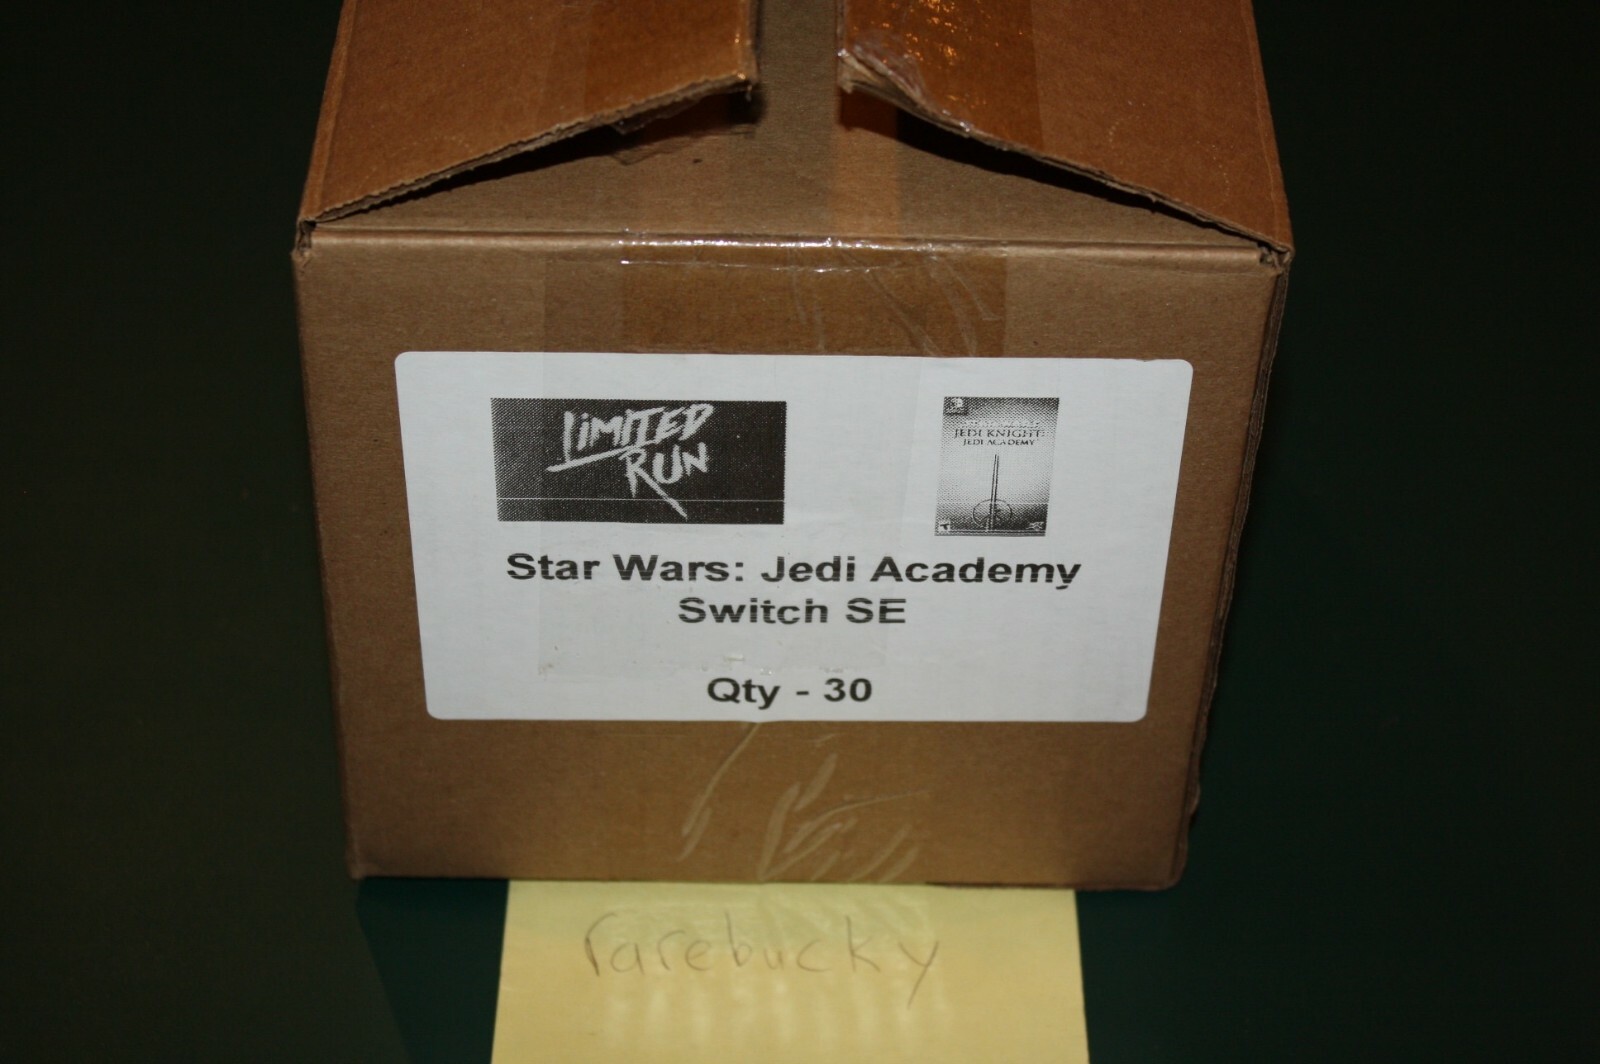 LIMITED
RUN
JEDI KNIGHT
JEDI ACADEMY
Star Wars: Jedi Academy
Switch SE
Qty - 30
rarebucky